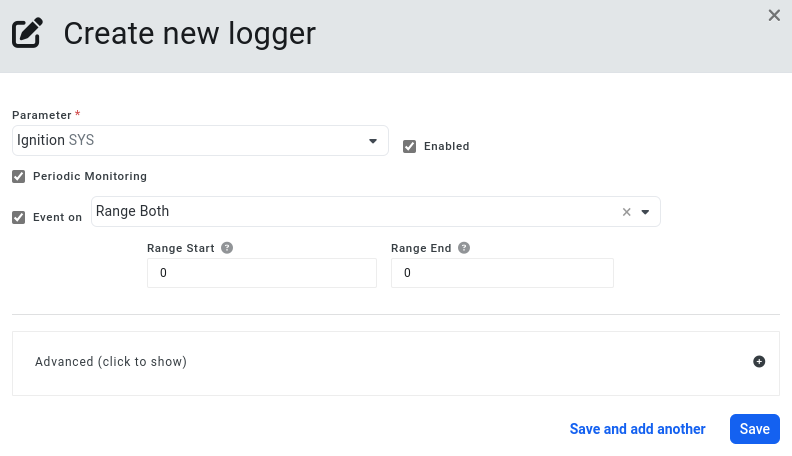 Create new logger
Parameter *
Ignition SYS
Enabled
Periodic Monitoring
Event on
Range Both
Range Start ?
Range End ?
0
0
Advanced (click to show)
Save and add another
Save